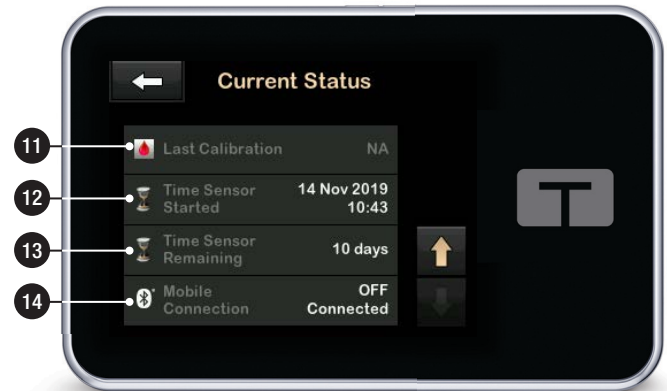 Current Status
11
Last Calibration NA
12
Time Sensor 14 Nov 2019
Started 10:43
13
Time Sensor 10 days
Remaining
14
Mobile OFF
Connection Connected
T